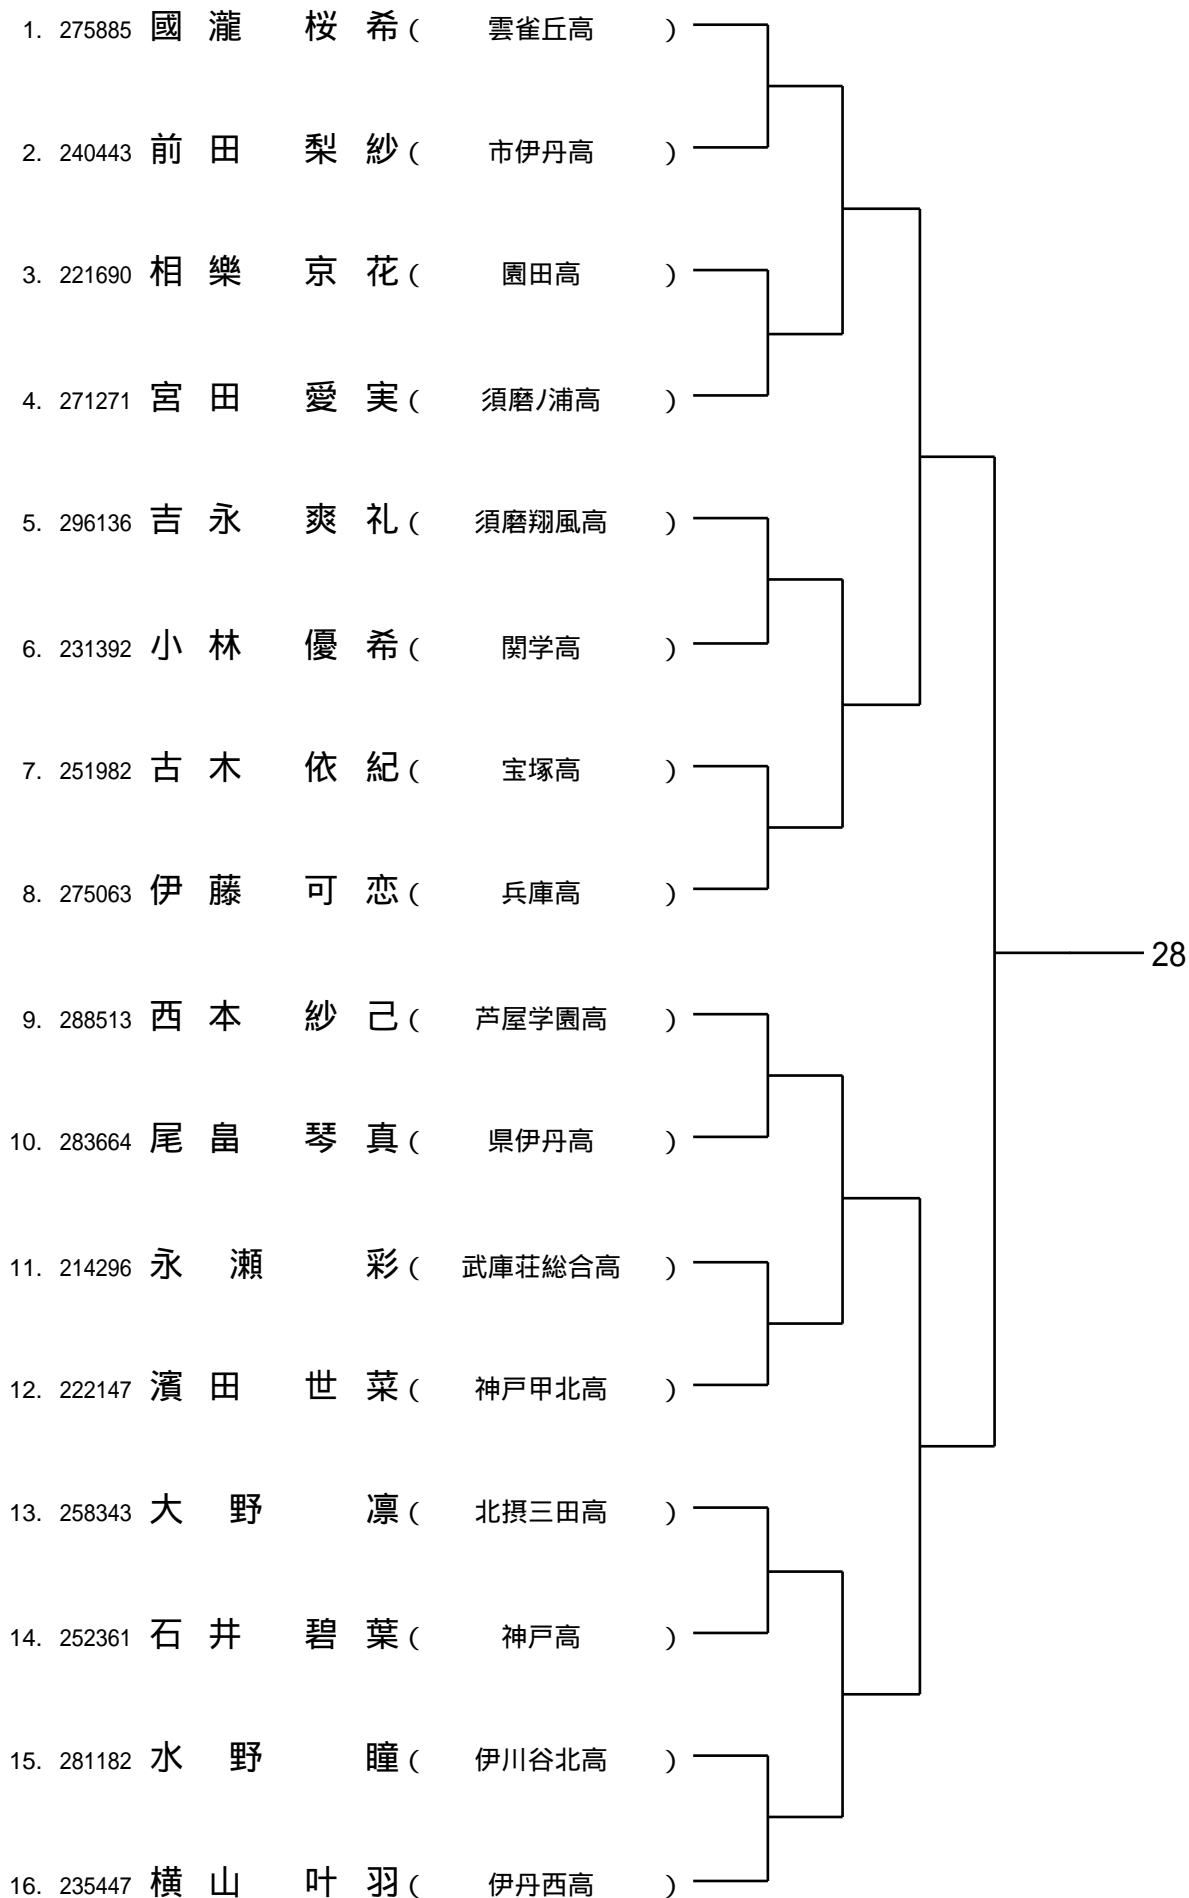 1. 275885 國瀧 桜希 ( 雲雀丘高 )
2. 240443 前田 梨紗 ( 市伊丹高 )
3. 221690 相樂 京花 ( 園田高 )
4. 271271 宮田 愛実 ( 須磨ﾉ浦高 )
5. 296136 吉永 爽礼 ( 須磨翔風高 )
6. 231392 小林 優希 ( 関学高 )
7. 251982 古木 依紀 ( 宝塚高 )
8. 275063 伊藤 可恋 ( 兵庫高 )
28
9. 288513 西本 紗己 ( 芦屋学園高 )
10. 283664 尾畠 琴真 ( 県伊丹高 )
11. 214296 永瀬 彩 ( 武庫荘総合高 )
12. 222147 濱田 世菜 ( 神戸甲北高 )
13. 258343 大野 凛 ( 北摂三田高 )
14. 252361 石井 碧葉 ( 神戸高 )
15. 281182 水野 瞳 ( 伊川谷北高 )
16. 235447 横山 叶羽 ( 伊丹西高 )